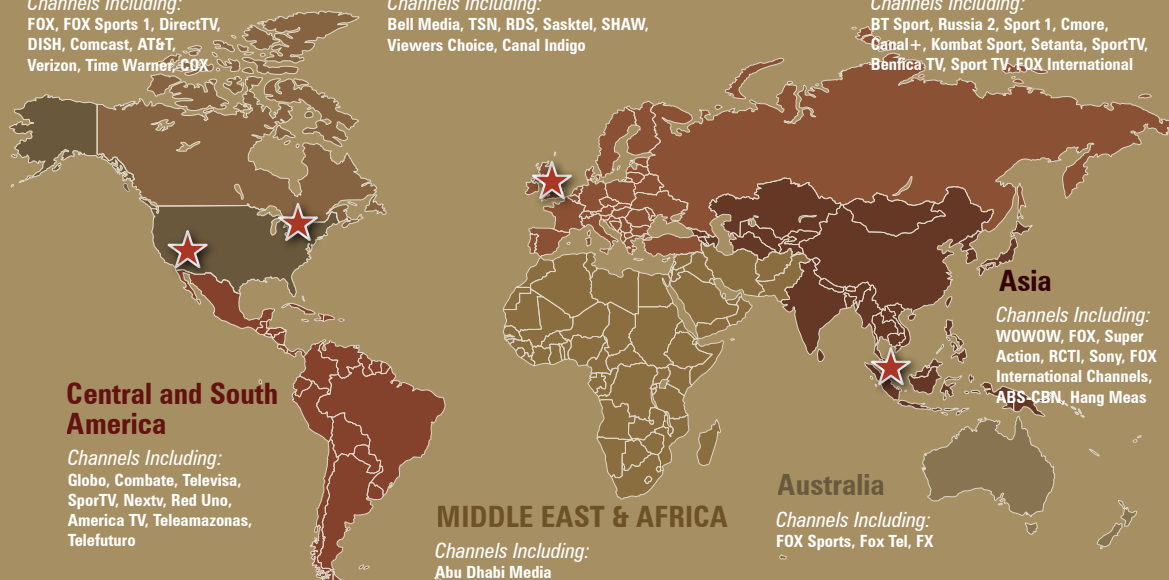 Channels Including:
FOX, FOX Sports 1, DirectTV,
DISH, Comcast, AT&T,
Verizon, Time Warner, COX
Channels Including:
Bell Media, TSN, RDS, Sasktel, SHAW,
Viewers Choice, Canal Indigo
Channels Including:
BT Sport, Russia 2, Sport 1, Cmore,
Canal+, Kombat Sport, Setanta, SportTV,
Benfica TV, Sport TV, FOX International
Asia
Channels Including:
WOWOW, FOX, Super
Action, RCTI, Sony, FOX
International Channels,
ABS-CBN, Hang Meas
Central and South
America
Channels Including:
Globo, Combate, Televisa,
SporTV, Nextv, Red Uno,
America TV, Teleamazonas,
Telefuturo
MIDDLE EAST & AFRICA
Channels Including:
Abu Dhabi Media
Australia
Channels Including:
FOX Sports, Fox Tel, FX